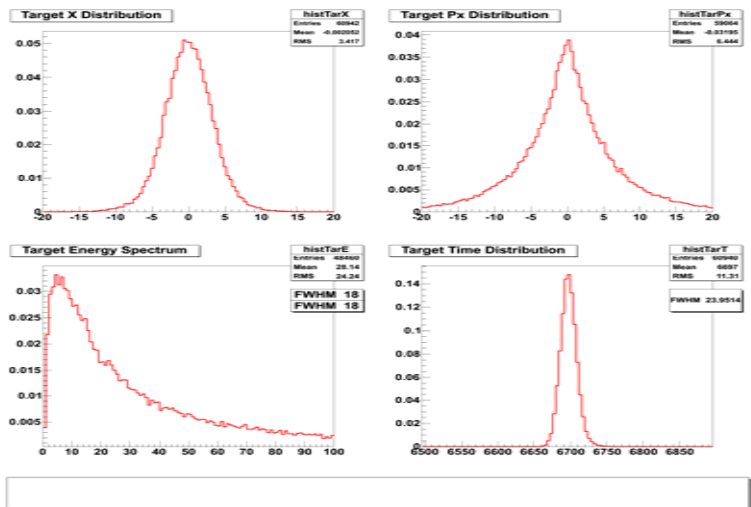 Target X Distribution
histTarX
Entries 60942
Mean -0.002052
RMS 3.417
0.05
0.04
0.03
0.02
0.01
0
-20 -15 -10 -5 0 5 10 15 20
Target Px Distribution
histTarPx
Entries 59064
Mean -0.03195
RMS 6.444
0.04
0.035
0.03
0.025
0.02
0.015
0.01
0.005
0
-20 -15 -10 -5 0 5 10 15 20
Target Energy Spectrum
histTarE
Entries 48460
Mean 28.14
RMS 24.24
FWHM 18
FWHM 18
0.03
0.025
0.02
0.015
0.01
0.005
0 10 20 30 40 50 60 70 80 90 100
Target Time Distribution
histTarT
Entries 60940
Mean 6697
RMS 11.31
FWHM 23.9514
0.14
0.12
0.1
0.08
0.06
0.04
0.02
0
6500 6550 6600 6650 6700 6750 6800 6850